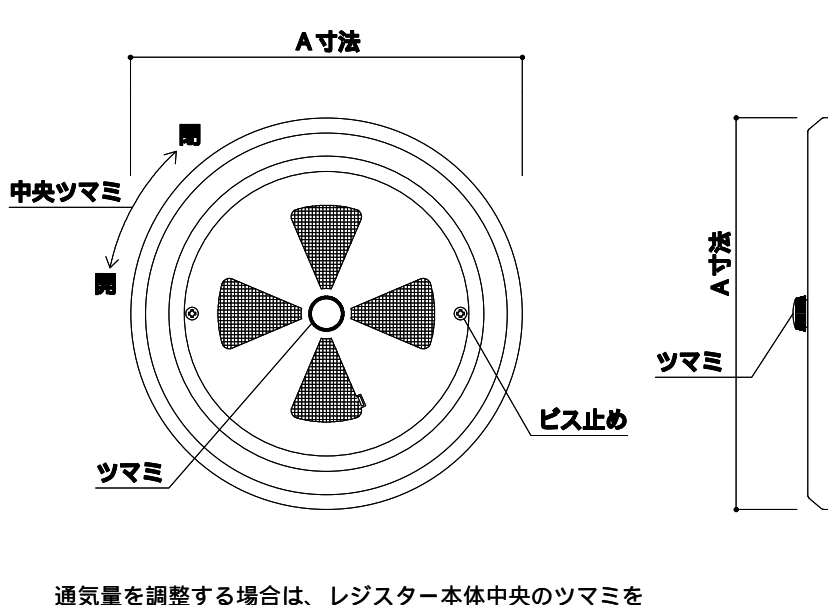 A寸法
閉
中央ツマミ
開
A寸法
ツマミ
ビス止め
ツマミ
通気量を調整する場合は、レジスター本体中央のツマミを